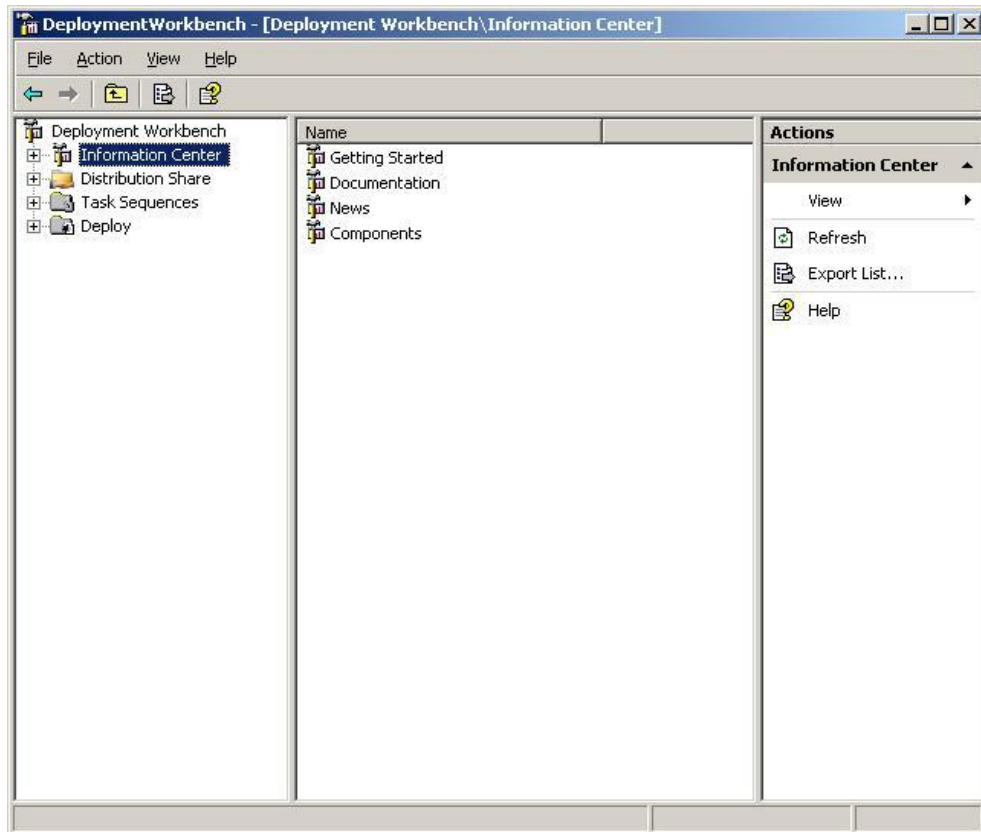 DeploymentWorkbench - [Deployment Workbench\Information Center]
File Action View Help
Deployment Workbench
Information Center
Distribution Share
Task Sequences
Deploy
Name
Getting Started
Documentation
News
Components
Actions
Information Center
View
Refresh
Export List...
Help